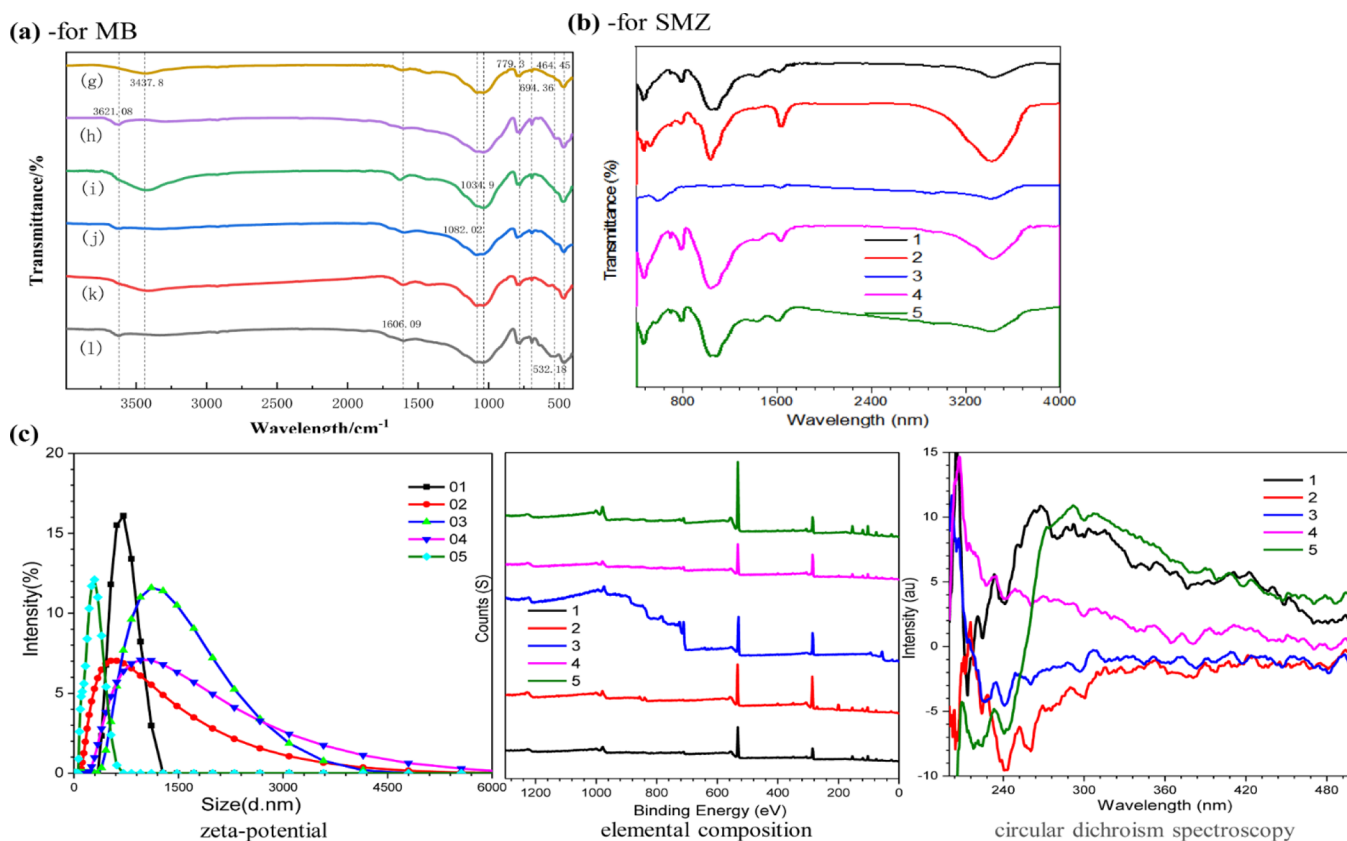 (a) -for MB
(b) -for SMZ
(g)
3437. 8
779. 3
464. 45
694. 36
3621. 08
(h)
(i)
1034. 9
(j)
1082. 02
(k)
1606. 09
(l)
532. 18
Transmittance/%
3500 3000 2500 2000 1500 1000 500
Wavelength/cm-1
Transmittance (%)
1
2
3
4
5
800 1600 2400 3200 4000
Wavelength (nm)
(c)
20
15
10
5
0
Intensity(%)
01
02
03
04
05
0 1500 3000 4500 6000
Size(d.nm)
zeta-potential
Counts (S)
1
2
3
4
5
1200 1000 800 600 400 200 0
Binding Energy (eV)
elemental composition
15
10
5
0
-5
-10
Intensity (au)
1
2
3
4
5
240 300 360 420 480
Wavelength (nm)
circular dichroism spectroscopy